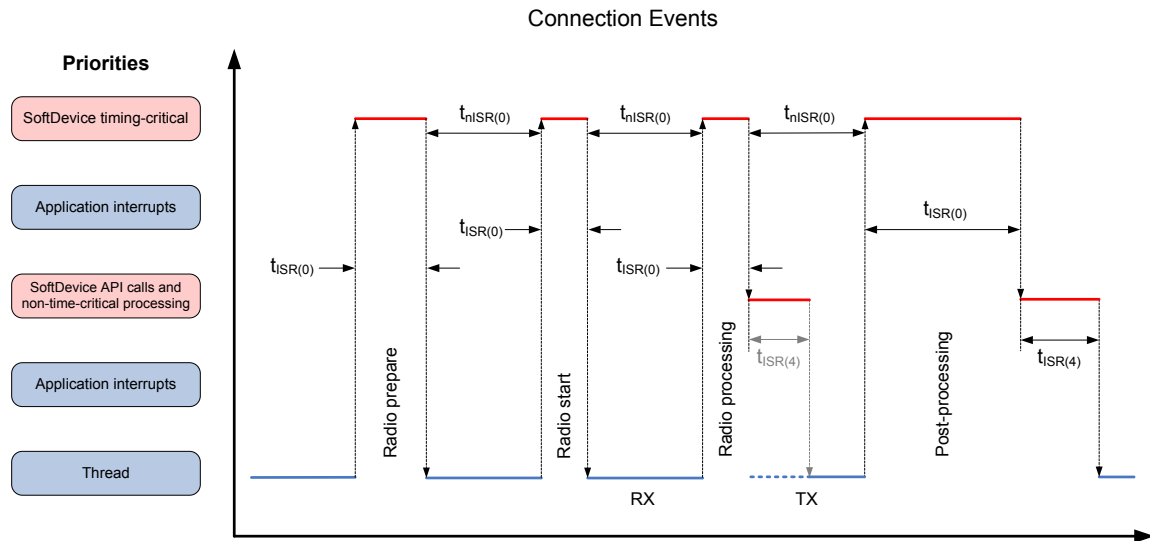 Connection Events
Priorities
SoftDevice timing-critical
Application interrupts
SoftDevice API calls and
non-time-critical processing
Application interrupts
Thread
tnISR(0)
tnISR(0)
tnISR(0)
tISR(0)
tISR(0)
tISR(0)
tISR(0)
tISR(4)
tISR(4)
Radio prepare
Radio start
Radio processing
Post-processing
RX
TX